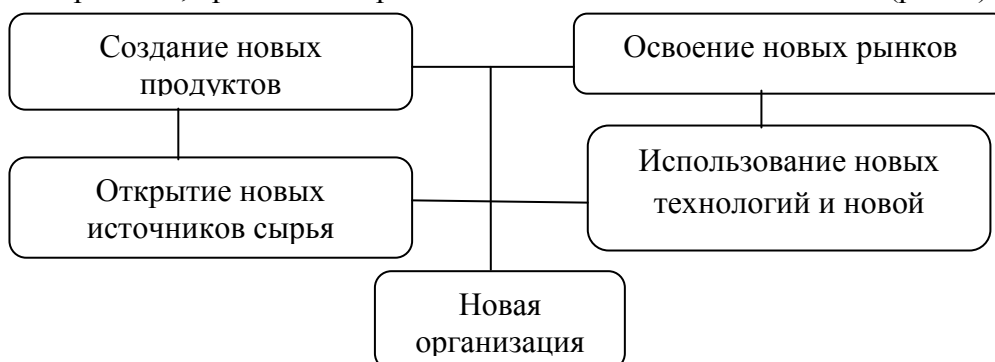 Создание новых
продуктов
Освоение новых рынков
Открытие новых
источников сырья
Использование новых
технологий и новой
Новая
организация